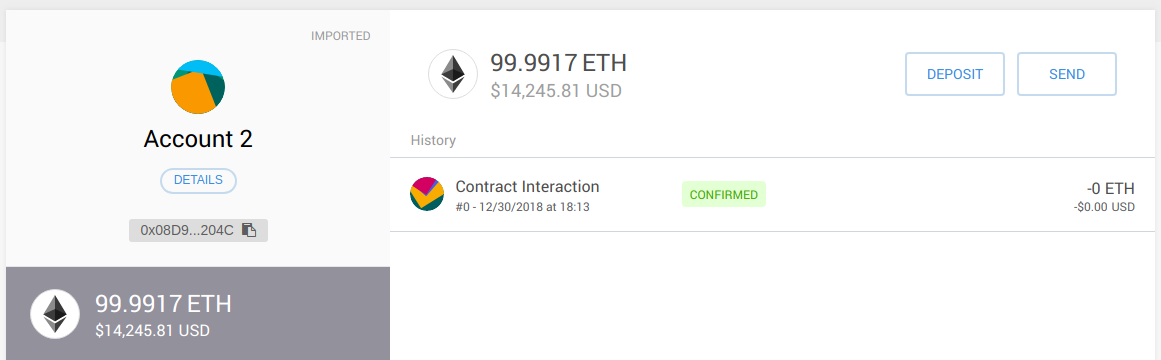 IMPORTED
Account 2
DETAILS
0x08D9...204C
99.9917 ETH
$14,245.81 USD
99.9917 ETH
$14,245.81 USD
DEPOSIT
SEND
History
Contract Interaction
#0 - 12/30/2018 at 18:13
CONFIRMED
-0 ETH
-$0.00 USD